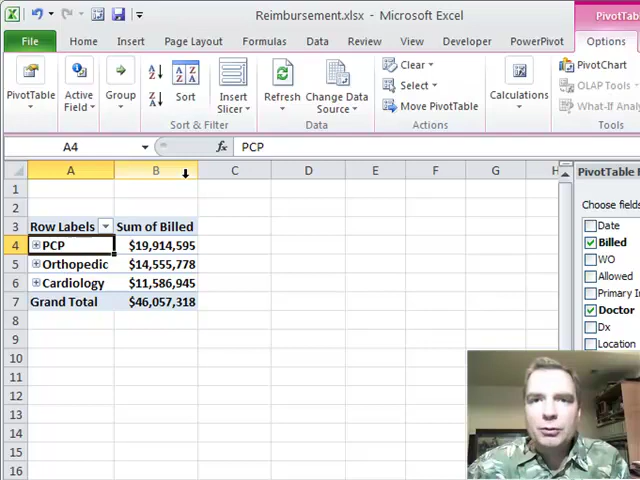 Reimbursement.xlsx - Microsoft Excel
PivotTa
File Home Insert Page Layout Formulas Data Review View Developer PowerPivot Options
PivotTable
Active Field
Group
Sort
Insert Slicer
Refresh
Change Data Source
Clear
Select
Move PivotTable
Calculations
PivotChart
OLAP Tools
What-If Analy
Sort & Filter Data Actions Tools
A4 fx PCP
A B C D E F G H
PivotTable F
1
Choose fields
2
Date
3 Row Labels Sum of Billed
Billed
4 PCP $19,914,595
WO
5 Orthopedic $14,555,778
Allowed
6 Cardiology $11,586,945
Primary In
7 Grand Total $46,057,318
Doctor
8
Dx
9
Location
10
11
12
13
14
15
16